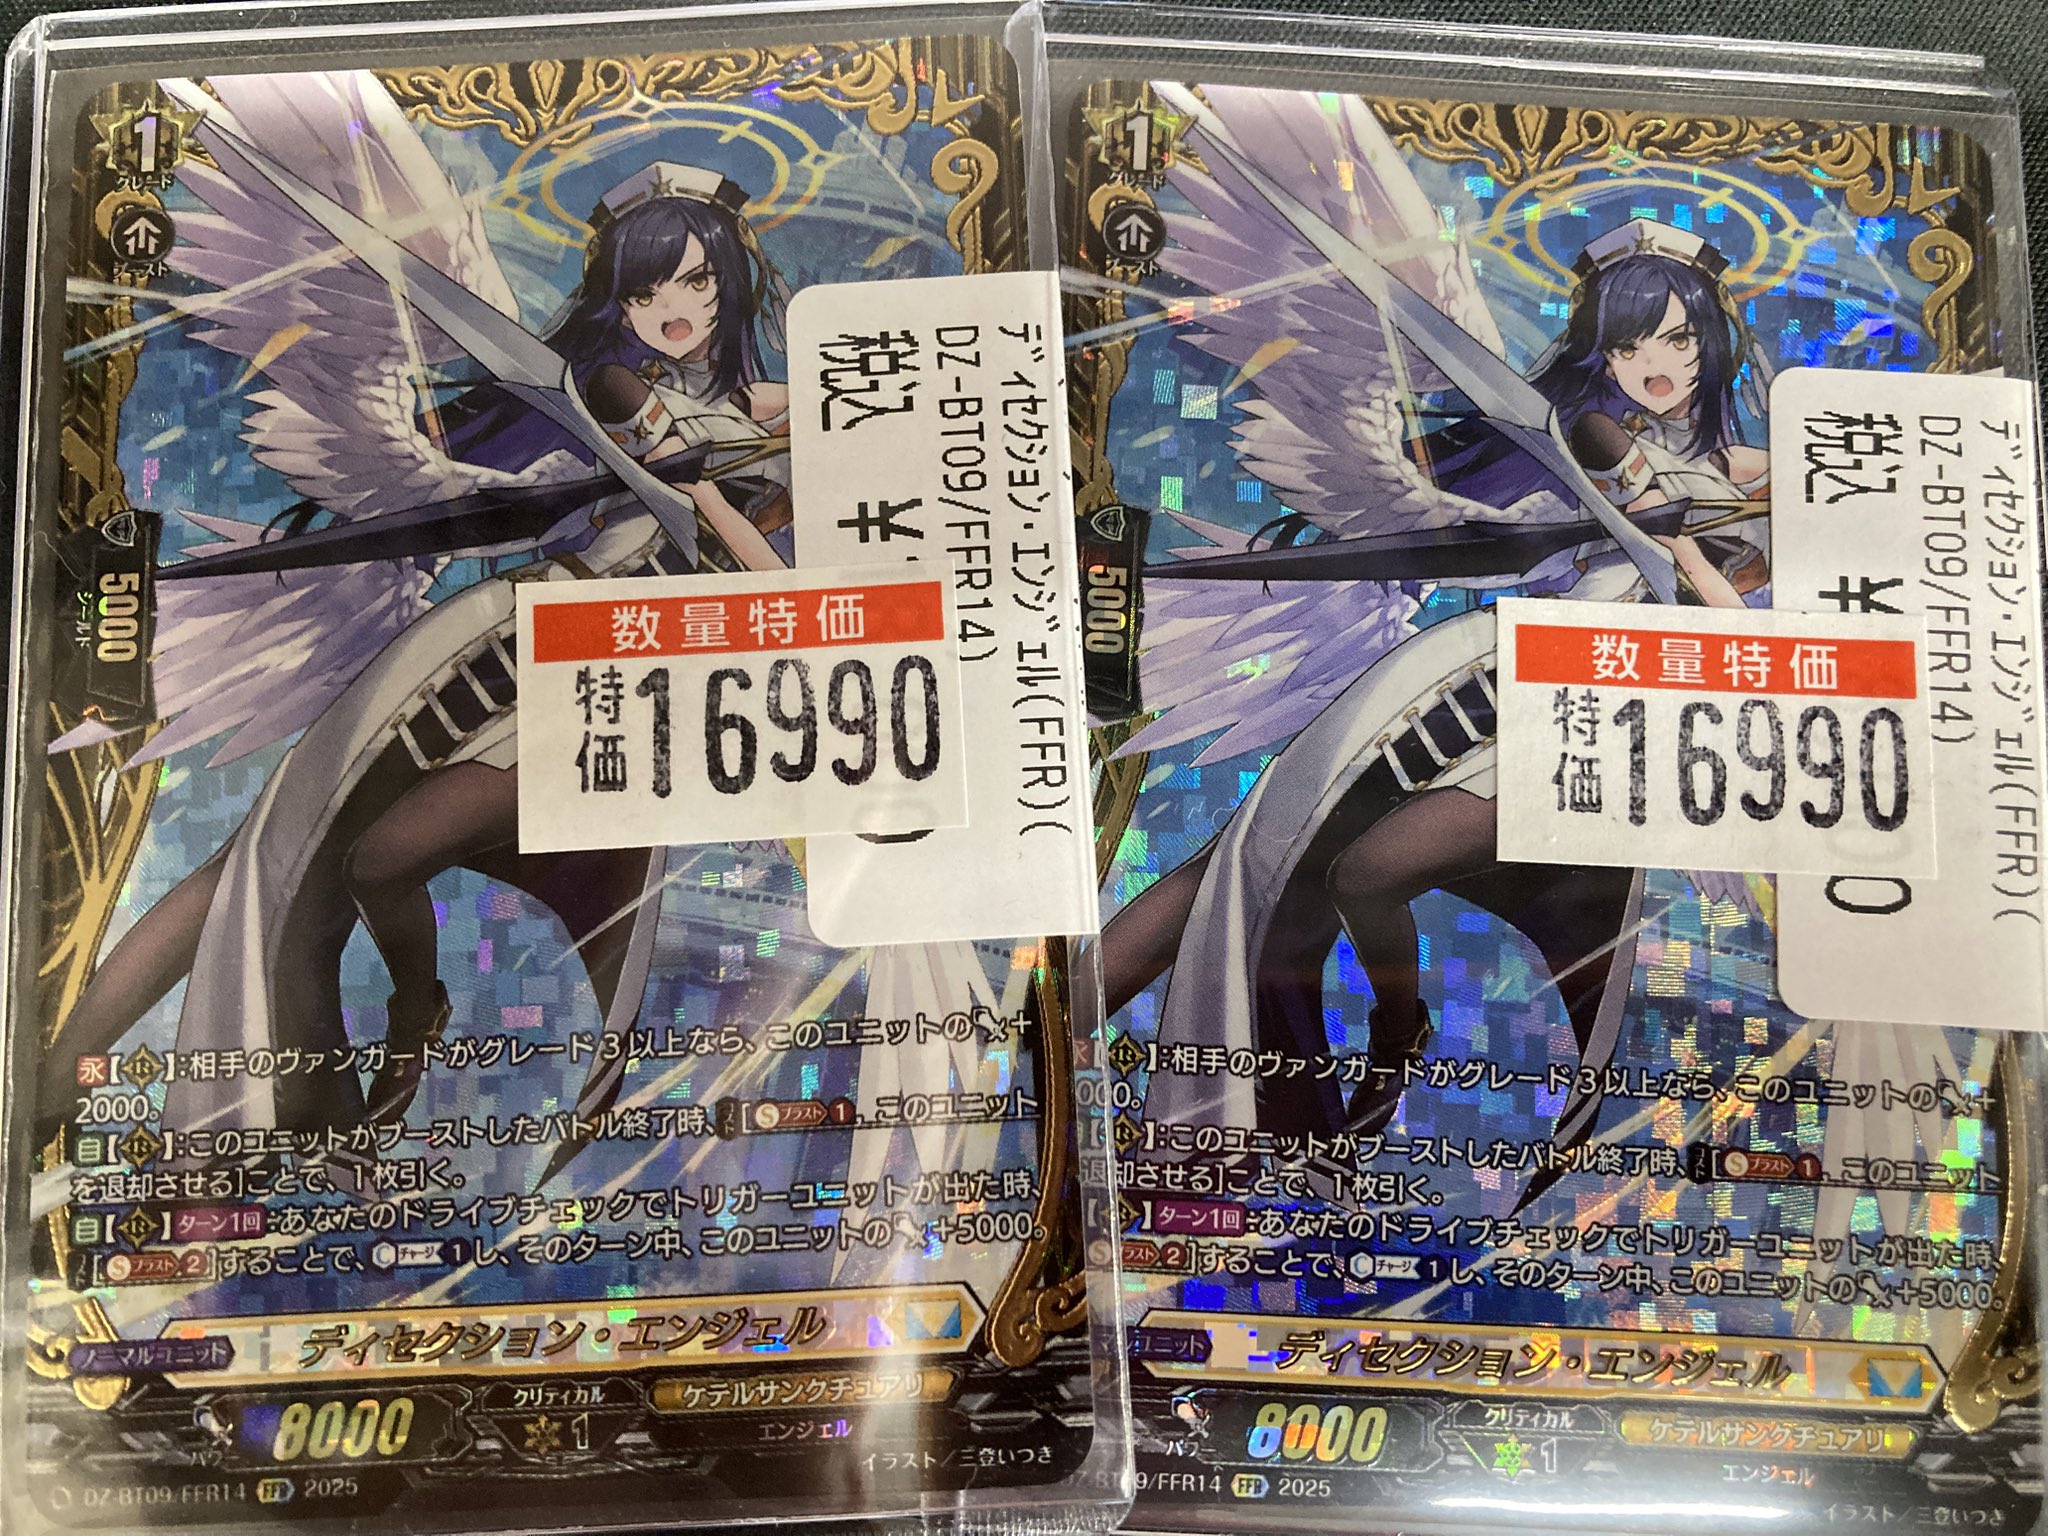 1
グレード
ブースト
5000
シールド
ディセクション・エンジェル(FFR)(
DZ-BT09/FFR14)
税込 ¥
数量特価
特価 16990
永【R】:相手のヴァンガードがグレード3以上なら、このユニットの+
2000。
自【R】:このユニットがブーストしたバトル終了時、コスト[Sブラスト1, このユニット
を退却させる]ことで、1枚引く。
自【R】ターン1回:あなたのドライブチェックでトリガーユニットが出た時、
コスト[Sブラスト2]することで、Cチャージ1し、そのターン中、このユニットの+5000。
ノーマルユニット
ディセクション・エンジェル
パワー 8000
クリティカル
1
ケテルサンクチュアリ
エンジェル
イラスト/三登いつき
DZ-BT09/FFR14 FFR 2025
1
グレード
ブースト
5000
ディセクション・エンジェル(FFR)(
DZ-BT09/FFR14)
税込 ¥
数量特価
特価 16990
永【R】:相手のヴァンガードがグレード3以上なら、このユニットの+
000。
【R】:このユニットがブーストしたバトル終了時、コスト[Sブラスト1, このユニット
退却させる]ことで、1枚引く。
【R】ターン1回:あなたのドライブチェックでトリガーユニットが出た時、
Sブラスト2]することで、Cチャージ1し、そのターン中、このユニットの+5000。
マルユニット
ディセクション・エンジェル
パワー 8000
クリティカル
1
ケテルサンクチュアリ
エンジェル
イラスト/三登いつき
DZ-BT09/FFR14 FFR 2025